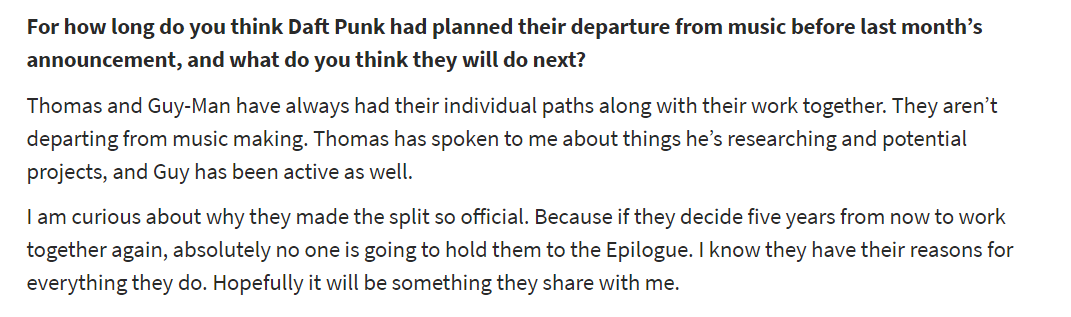 For how long do you think Daft Punk had planned their departure from music before last month’s
announcement, and what do you think they will do next?
Thomas and Guy-Man have always had their individual paths along with their work together. They aren’t
departing from music making. Thomas has spoken to me about things he’s researching and potential
projects, and Guy has been active as well.
I am curious about why they made the split so official. Because if they decide five years from now to work
together again, absolutely no one is going to hold them to the Epilogue. I know they have their reasons for
everything they do. Hopefully it will be something they share with me.